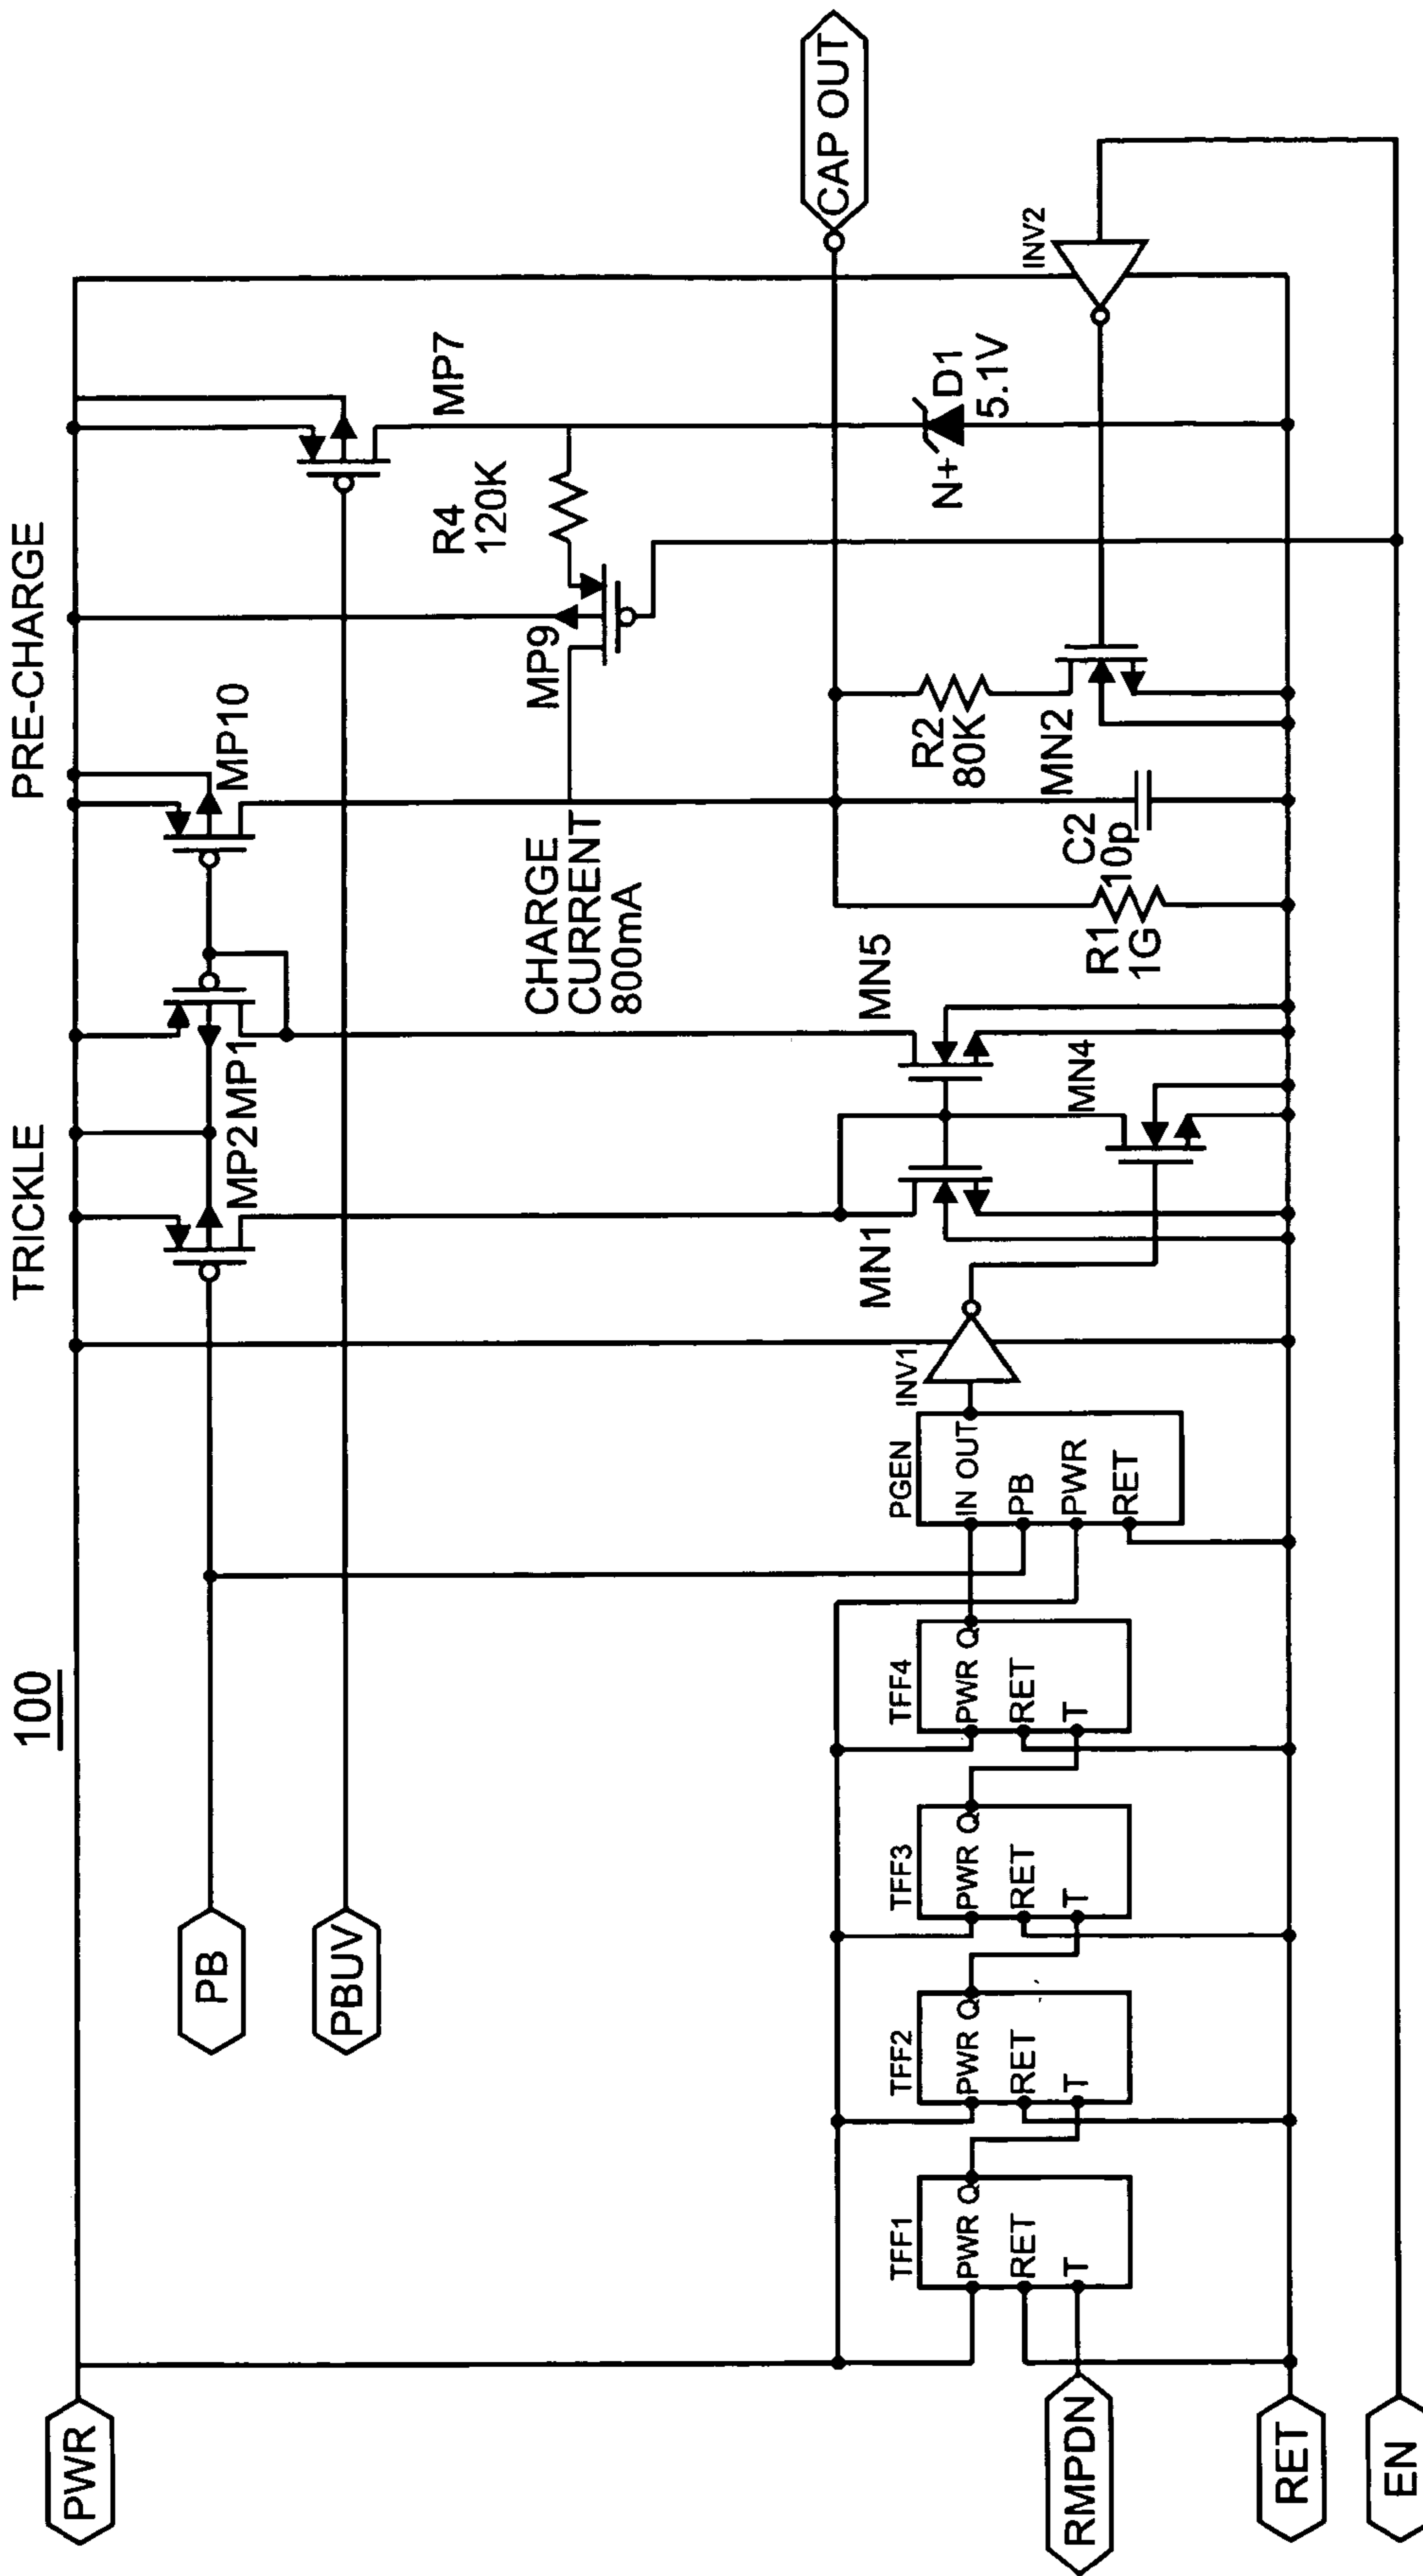 100
TRICKLE
PRE-CHARGE
PWR
PB
PBUV
MP2
MP1
MP10
MP7
R4
120K
MP9
CHARGE
CURRENT
800mA
CAP OUT
TFF1
PWR Q
RET
T
TFF2
PWR Q
RET
T
TFF3
PWR Q
RET
T
TFF4
PWR Q
RET
T
PGEN
IN OUT
PB
PWR
RET
INV1
MN1
MN5
MN4
R1
1G
C2
10p
R2
80K
MN2
N+
D1
5.1V
INV2
RMPDN
RET
EN